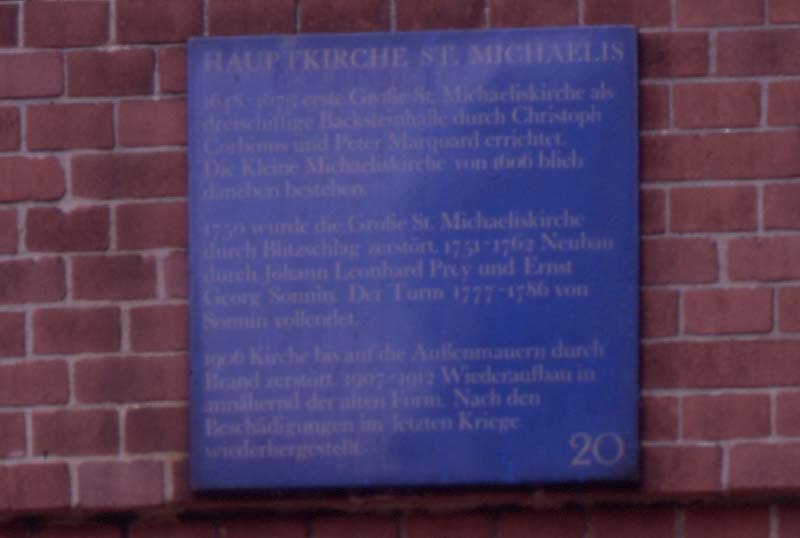 HAUPTKIRCHE ST. MICHAELIS
1648-1673 erste Große St. Michaeliskirche als
dreischiffige Backsteinhalle durch Christoph
Corbinus und Peter Marquard errichtet.
Die Kleine Michaeliskirche von 1606 blieb
daneben bestehen.
1750 wurde die Große St. Michaeliskirche
durch Blitzschlag zerstört. 1751-1762 Neubau
durch Johann Leonhard Prey und Ernst
Georg Sonnin. Der Turm 1777-1786 von
Sonnin vollendet.
1906 Kirche bis auf die Außenmauern durch
Brand zerstört. 1907-1912 Wiederaufbau in
annähernd der alten Form. Nach den
Beschädigungen im letzten Kriege
wiederhergestellt.
20